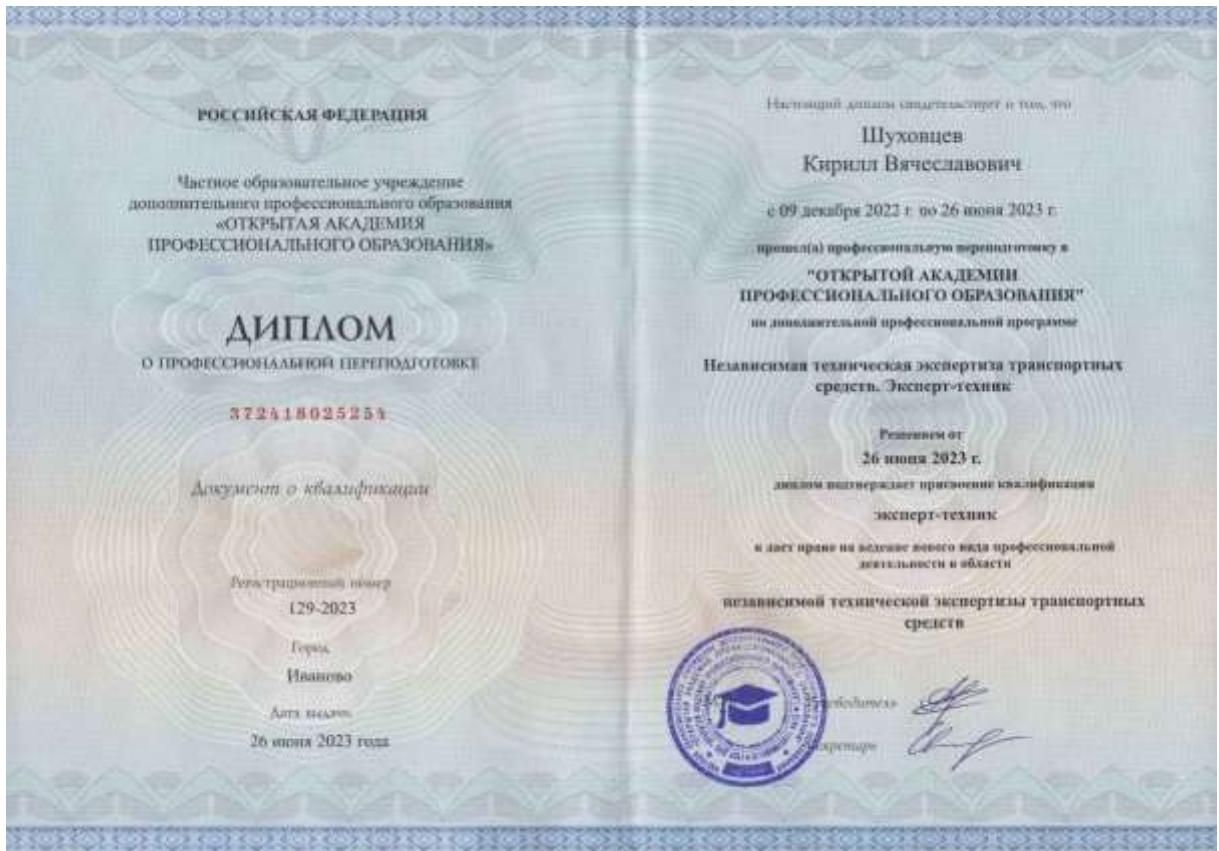 РОССИЙСКАЯ ФЕДЕРАЦИЯ
Частное образовательное учреждение
дополнительного профессионального образования
«ОТКРЫТАЯ АКАДЕМИЯ
ПРОФЕССИОНАЛЬНОГО ОБРАЗОВАНИЯ»
ДИПЛОМ
О ПРОФЕССИОНАЛЬНОЙ ПЕРЕПОДГОТОВКЕ
372418025254
Документ о квалификации
Регистрационный номер
129-2023
Город
Иваново
Дата выдачи
26 июня 2023 года
Настоящий диплом свидетельствует о том, что
Шуховцев
Кирилл Вячеславович
с 09 декабря 2022 г. по 26 июня 2023 г.
прошел(а) профессиональную переподготовку в
"ОТКРЫТОЙ АКАДЕМИИ
ПРОФЕССИОНАЛЬНОГО ОБРАЗОВАНИЯ"
по дополнительной профессиональной программе
Независимая техническая экспертиза транспортных
средств. Эксперт-техник
Решением от
26 июня 2023 г.
диплом подтверждает присвоение квалификации
эксперт-техник
и дает право на ведение нового вида профессиональной
деятельности в области
независимой технической экспертизы транспортных
средств